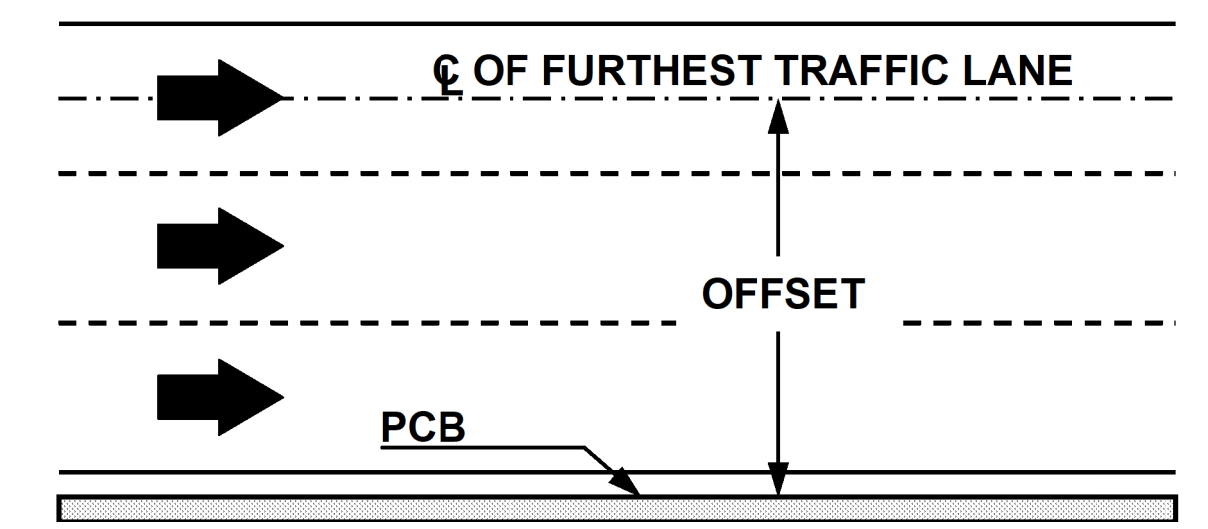 ℄ OF FURTHEST TRAFFIC LANE
OFFSET
PCB